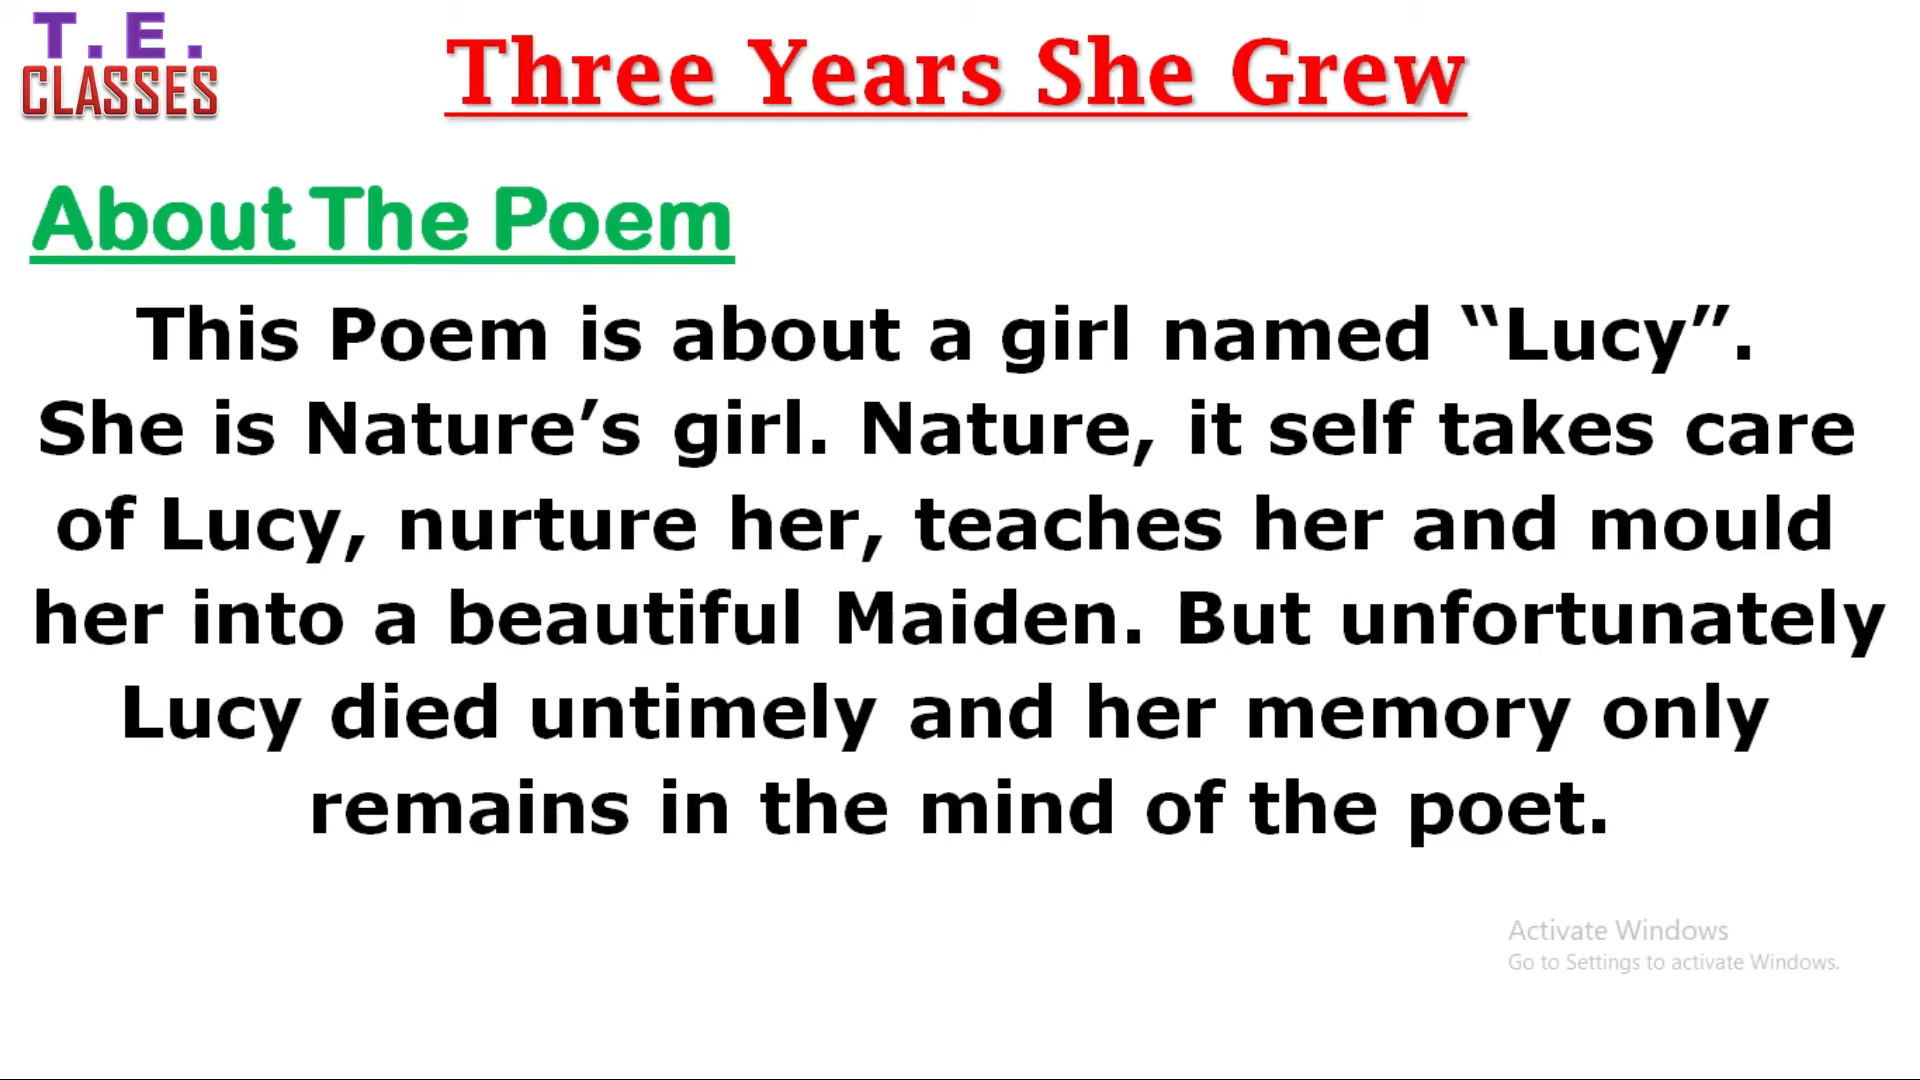 T.E.
CLASSES
Three Years She Grew
About The Poem
This Poem is about a girl named “Lucy”.
She is Nature’s girl. Nature, it self takes care
of Lucy, nurture her, teaches her and mould
her into a beautiful Maiden. But unfortunately
Lucy died untimely and her memory only
remains in the mind of the poet.
Activate Windows
Go to Settings to activate Windows.